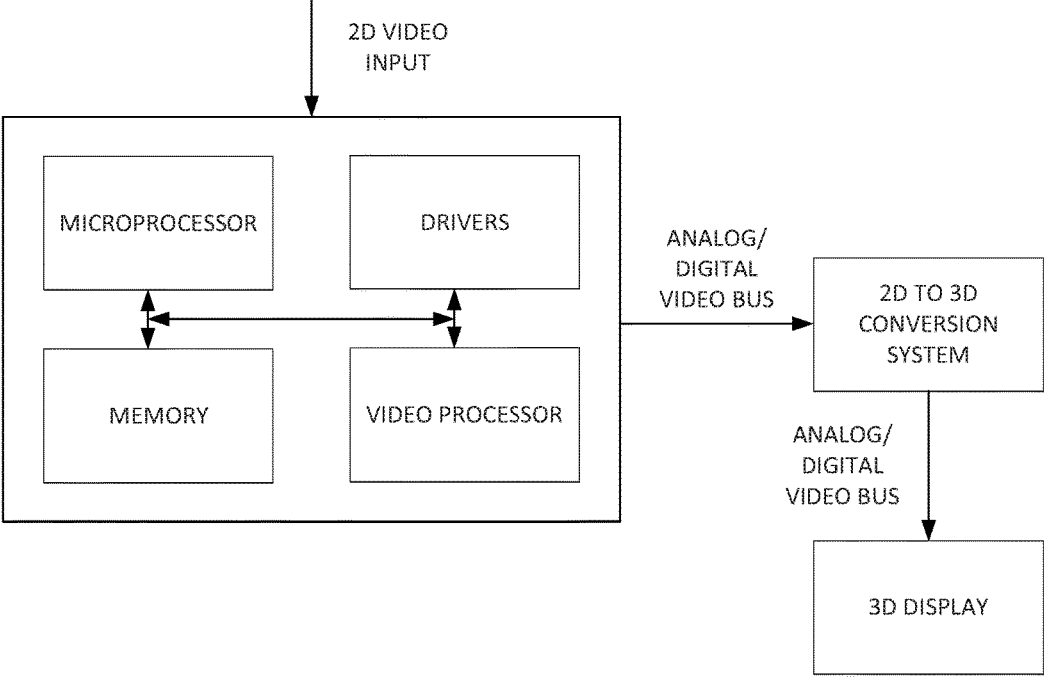 2D VIDEO
INPUT
MICROPROCESSOR
DRIVERS
MEMORY
VIDEO PROCESSOR
ANALOG/
DIGITAL
VIDEO BUS
2D TO 3D
CONVERSION
SYSTEM
ANALOG/
DIGITAL
VIDEO BUS
3D DISPLAY